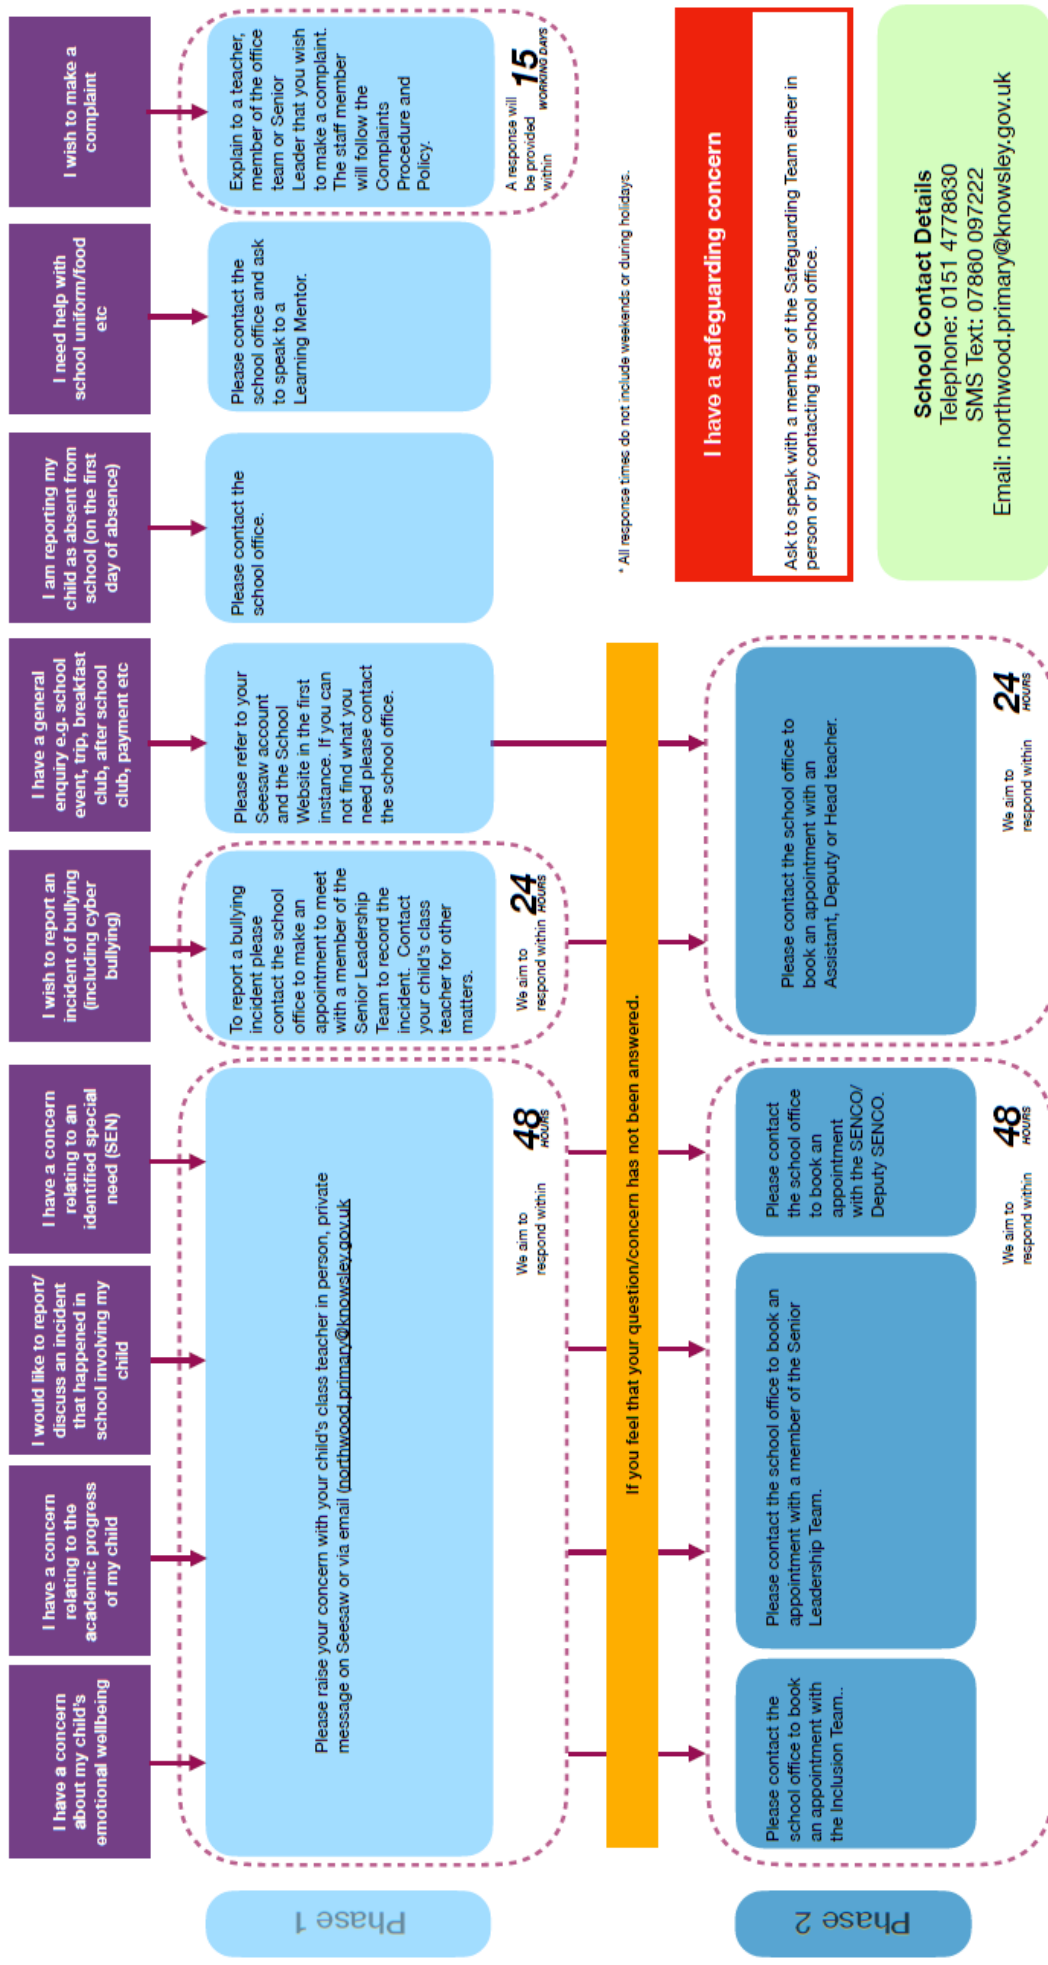 I have a concern
about my child's
emotional wellbeing
I have a concern
relating to the
academic progress
of my child
I would like to report/
discuss an incident
that happened in
school involving my
child
I have a concern
relating to an
identified special
need (SEN)
I wish to report an
incident of bullying
(including cyber
bullying)
I have a general
enquiry e.g. school
event, trip, breakfast
club, after school
club, payment etc
I am reporting my
child as absent from
school (on the first
day of absence)
I need help with
school uniform/food
etc
I wish to make a
complaint
Phase 1
Please raise your concern with your child's class teacher in person, private
message on Seesaw or via email (northwood.primary@knowsley.gov.uk
We aim to
respond within
48
HOURS
To report a bullying
incident please
contact the school
office to make an
appointment to meet
with a member of the
Senior Leadership
Team to record the
incident. Contact
your child's class
teacher for other
matters.
We aim to
respond within
24
HOURS
Please refer to your
Seesaw account
and the School
Website in the first
instance. If you can
not find what you
need please contact
the school office.
Please contact the
school office.
Please contact the
school office and ask
to speak to a
Learning Mentor.
Explain to a teacher,
member of the office
team or Senior
Leader that you wish
to make a complaint.
The staff member
will follow the
Complaints
Procedure and
Policy.
A response will
be provided
within
15
WORKING DAYS
If you feel that your question/concern has not been answered.
* All response times do not include weekends or during holidays.
Phase 2
Please contact the
school office to book
an appointment with
the Inclusion Team..
Please contact the school office to book an
appointment with a member of the Senior
Leadership Team.
Please contact
the school office
to book an
appointment
with the SENCO/
Deputy SENCO.
We aim to
respond within
48
HOURS
Please contact the school office to
book an appointment with an
Assistant, Deputy or Head teacher.
We aim to
respond within
24
HOURS
I have a safeguarding concern
Ask to speak with a member of the Safeguarding Team either in
person or by contacting the school office.
School Contact Details
Telephone: 0151 4778630
SMS Text: 07860 097222
Email: northwood.primary@knowsley.gov.uk